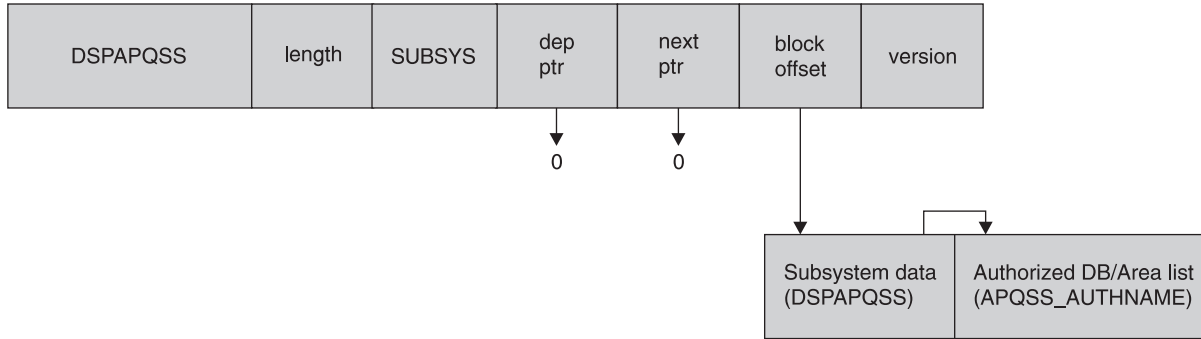 DSPAPQSS
length
SUBSYS
dep
ptr
next
ptr
block
offset
version
0
0
Subsystem data
(DSPAPQSS)
Authorized DB/Area list
(APQSS_AUTHNAME)